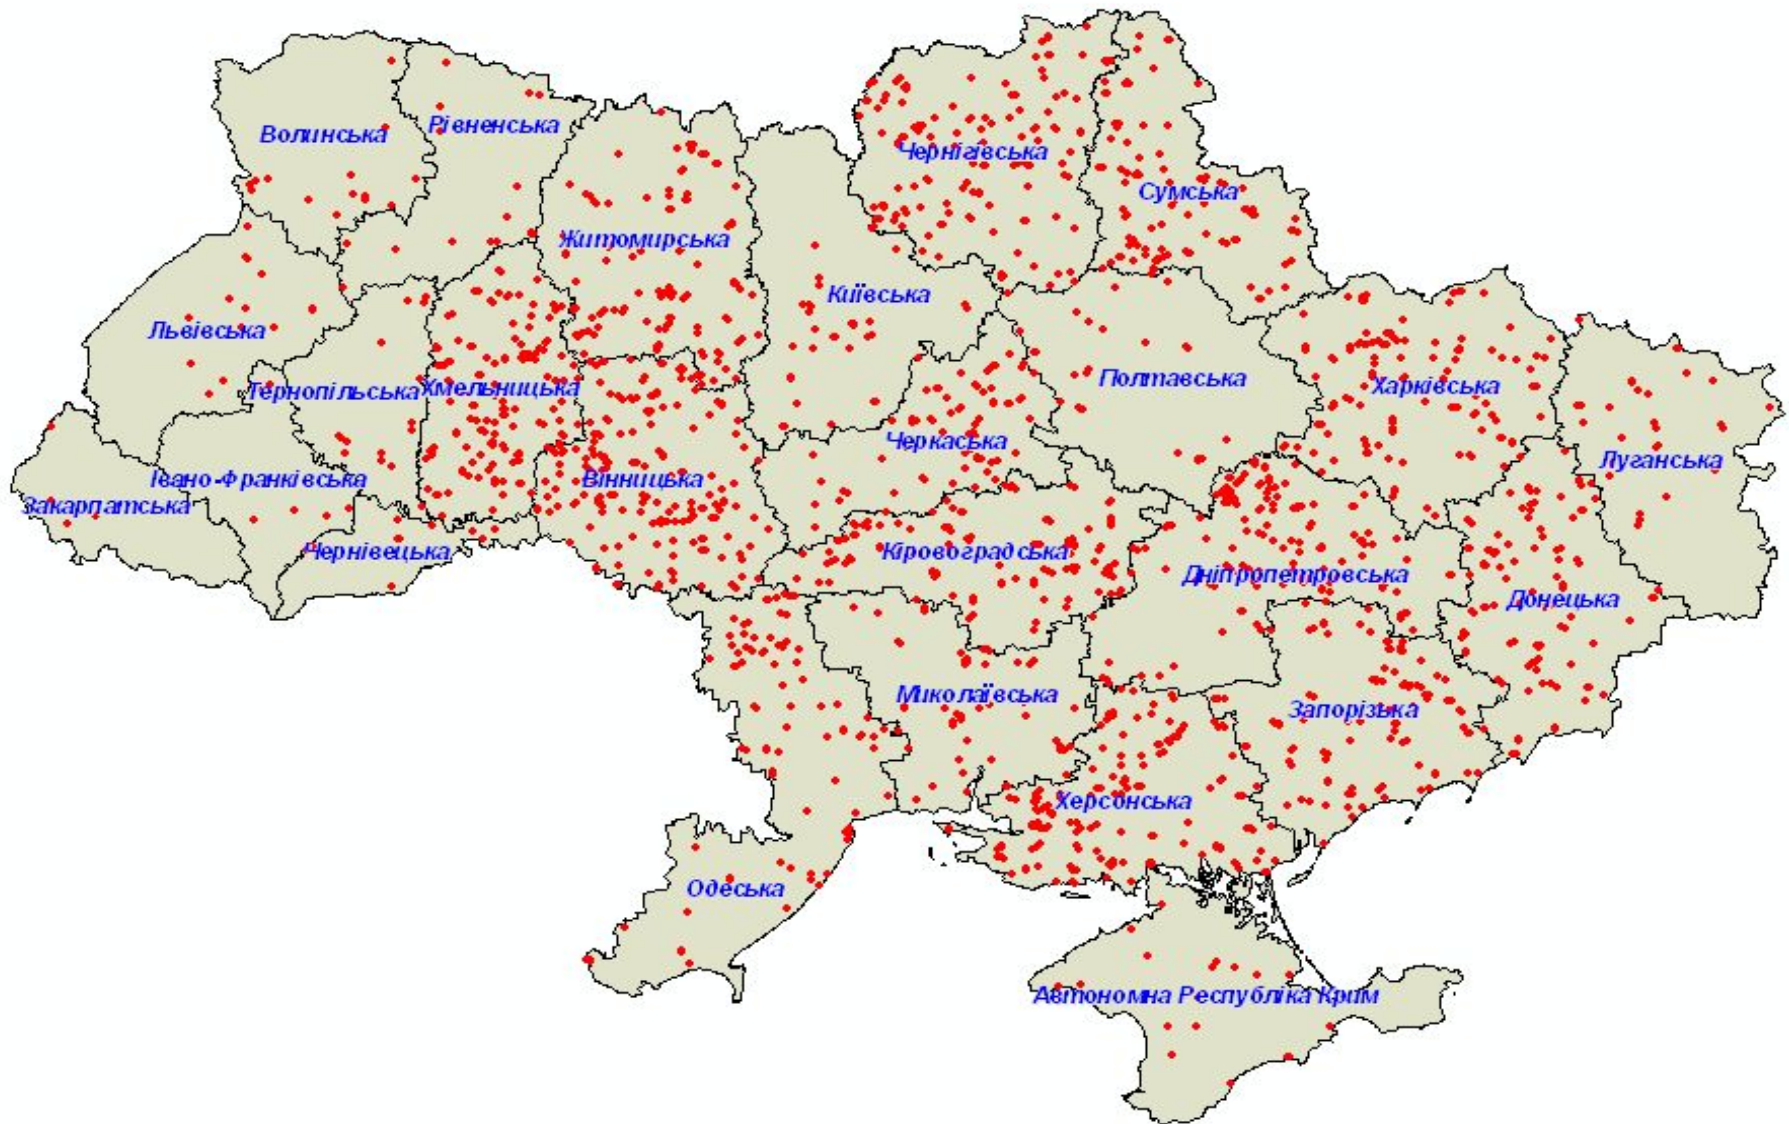 Волинська
Рівненська
Чернігівська
Сумська
Житомирська
Київська
Львівська
Тернопільська
Хмельницька
Полтавська
Харківська
Черкаська
Луганська
Івано-Франківська
Вінницька
Закарпатська
Чернівецька
Кіровоградська
Дніпропетровська
Донецька
Миколаївська
Запорізька
Херсонська
Одеська
Автономна Республіка Крим